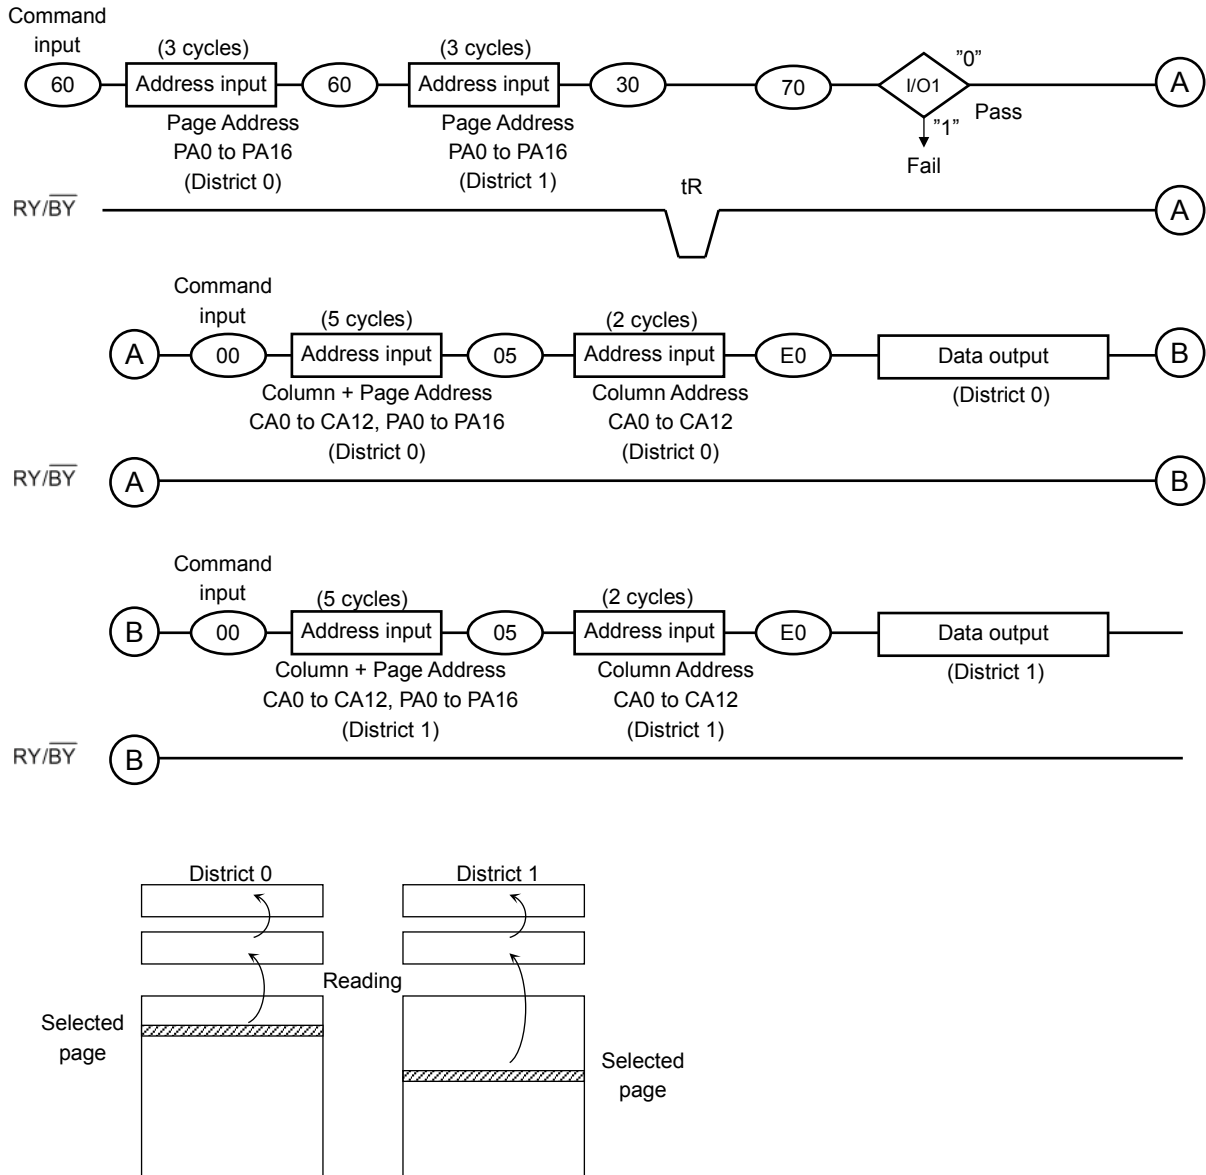 Command
input
(3 cycles)
(3 cycles)
"0"
60
Address input
60
Address input
30
70
I/O1
A
Page Address
Page Address
"1"
Pass
PA0 to PA16
PA0 to PA16
(District 0)
(District 1)
Fail
tR
RY/BY
A
Command
input
(5 cycles)
(2 cycles)
A
00
Address input
05
Address input
E0
Data output
B
Column + Page Address
Column Address
(District 0)
CA0 to CA12, PA0 to PA16
CA0 to CA12
(District 0)
(District 0)
RY/BY
A
B
Command
input
(5 cycles)
(2 cycles)
B
00
Address input
05
Address input
E0
Data output
Column + Page Address
Column Address
(District 1)
CA0 to CA12, PA0 to PA16
CA0 to CA12
(District 1)
(District 1)
RY/BY
B
District 0
District 1
Reading
Selected
page
Selected
page